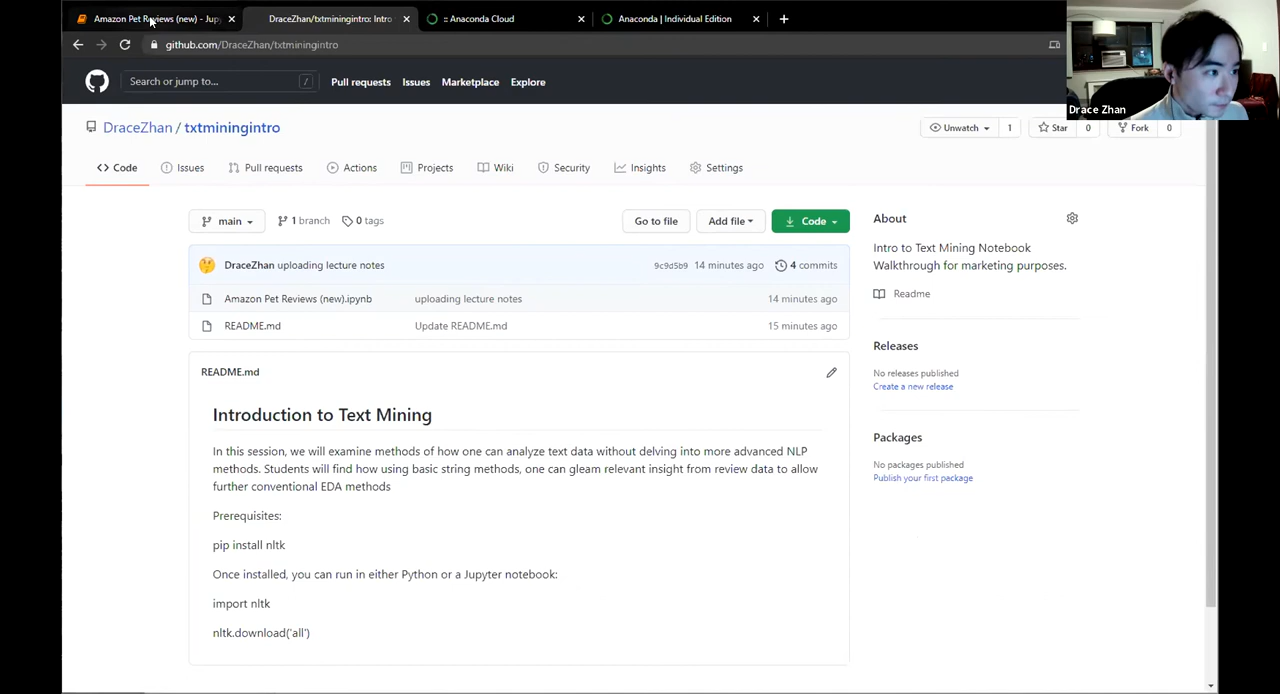 Amazon Pet Reviews (new) - Jupy
DraceZhan/txtminingintro: Intro
:: Anaconda Cloud
Anaconda | Individual Edition
github.com/DraceZhan/txtminingintro
Search or jump to...
/
Pull requests
Issues
Marketplace
Explore
Drace Zhan
DraceZhan / txtminingintro
Unwatch
1
Star
0
Fork
0
Code
Issues
Pull requests
Actions
Projects
Wiki
Security
Insights
Settings
main
1 branch
0 tags
Go to file
Add file
Code
DraceZhan uploading lecture notes
9c9d5b9
14 minutes ago
4 commits
Amazon Pet Reviews (new).ipynb
uploading lecture notes
14 minutes ago
README.md
Update README.md
15 minutes ago
README.md
Introduction to Text Mining
In this session, we will examine methods of how one can analyze text data without delving into more advanced NLP
methods. Students will find how using basic string methods, one can gleam relevant insight from review data to allow
further conventional EDA methods
Prerequisites:
pip install nltk
Once installed, you can run in either Python or a Jupyter notebook:
import nltk
nltk.download('all')
About
Intro to Text Mining Notebook
Walkthrough for marketing purposes.
Readme
Releases
No releases published
Create a new release
Packages
No packages published
Publish your first package